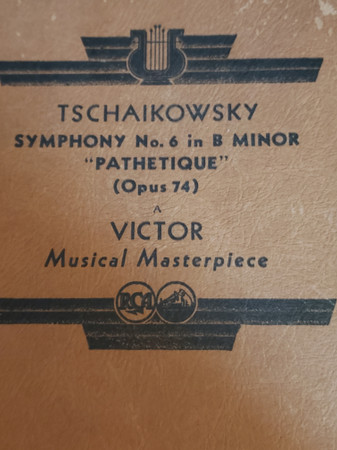 TSCHAIKOWSKY
SYMPHONY No. 6 in B MINOR
"PATHETIQUE"
(Opus 74)
A
VICTOR
Musical Masterpiece
RCA